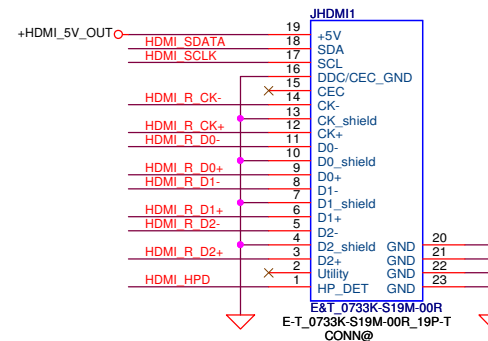 JHDMI1
+HDMI_5V_OUT 19 +5V
HDMI_SDATA 18 SDA
HDMI_SCLK 17 SCL
16 DDC/CEC_GND
15 CEC
HDMI_R_CK- 14 CK-
13 CK_shield
HDMI_R_CK+ 12 CK+
HDMI_R_D0- 11 D0-
10 D0_shield
HDMI_R_D0+ 9 D0+
HDMI_R_D1- 8 D1-
7 D1_shield
HDMI_R_D1+ 6 D1+
HDMI_R_D2- 5 D2-
4 D2_shield GND 20
HDMI_R_D2+ 3 D2+ GND 21
2 Utility GND 22
HDMI_HPD 1 HP_DET GND 23
E&T_0733K-S19M-00R
E-T_0733K-S19M-00R_19P-T
CONN@